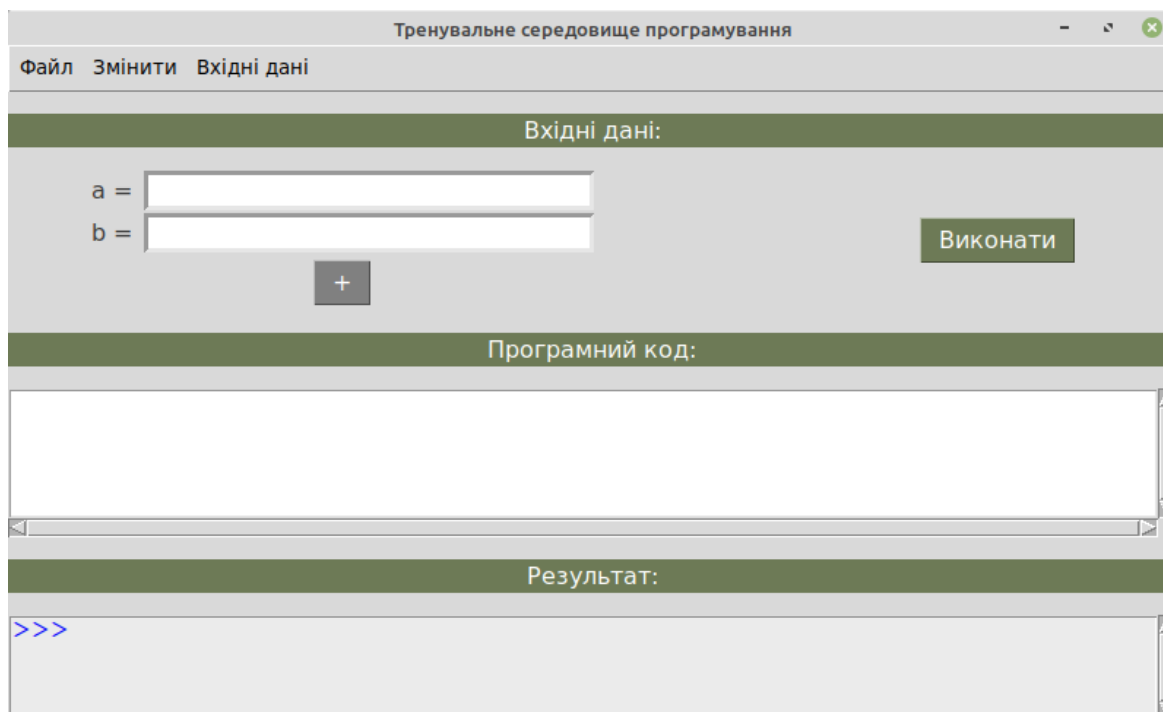 Тренувальне середовище програмування
Файл Змінити Вхідні дані
Вхідні дані:
a =
b =
Виконати
+
Програмний код:
Результат:
>>>